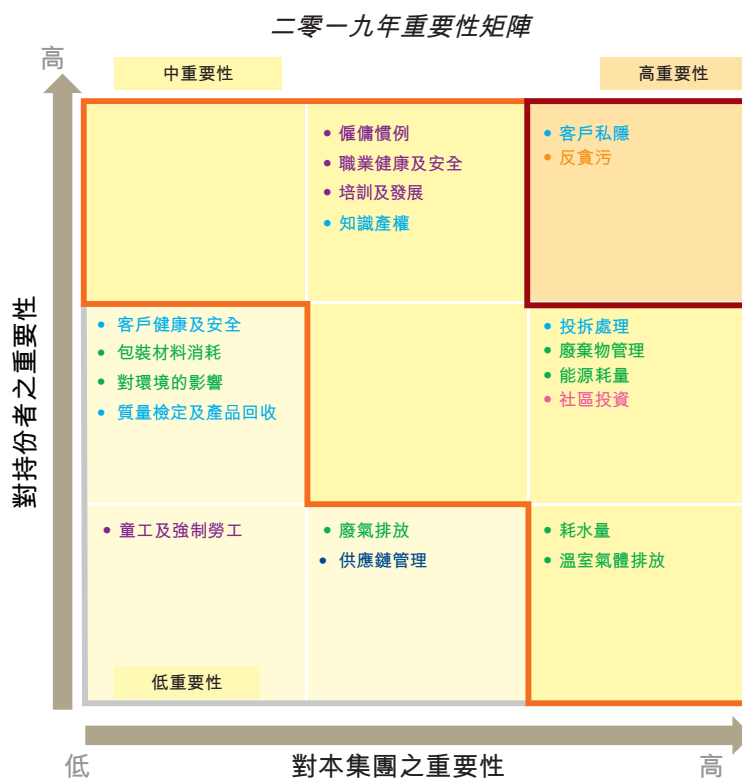 二零一九年重要性矩陣
高
中重要性
高重要性
• 僱傭慣例
• 職業健康及安全
• 培訓及發展
• 知識產權
• 客戶私隱
• 反貪污
對持份者之重要性
• 客戶健康及安全
• 包裝材料消耗
• 對環境的影響
• 質量檢定及產品回收
• 投拆處理
• 廢棄物管理
• 能源耗量
• 社區投資
• 童工及強制勞工
• 廢氣排放
• 供應鏈管理
• 耗水量
• 溫室氣體排放
低重要性
低
對本集團之重要性
高